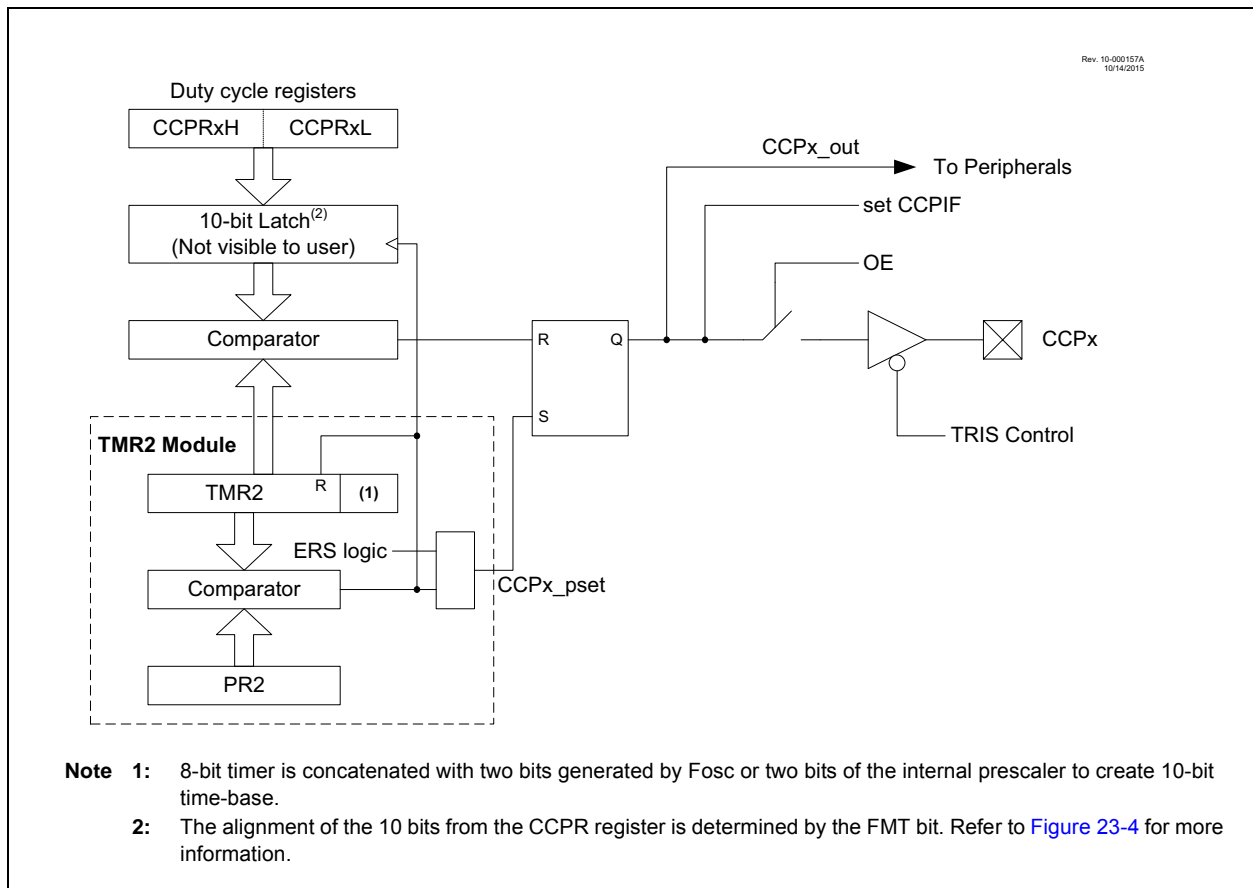 Rev. 10-000157A
10/14/2015
Duty cycle registers
CCPRxH CCPRxL
CCPx_out
To Peripherals
set CCPIF
10-bit Latch(2)
(Not visible to user)
OE
Comparator
R Q
CCPx
S
TRIS Control
TMR2 Module
TMR2 R (1)
ERS logic
CCPx_pset
Comparator
PR2
Note 1: 8-bit timer is concatenated with two bits generated by Fosc or two bits of the internal prescaler to create 10-bit
time-base.
2: The alignment of the 10 bits from the CCPR register is determined by the FMT bit. Refer to Figure 23-4 for more
information.